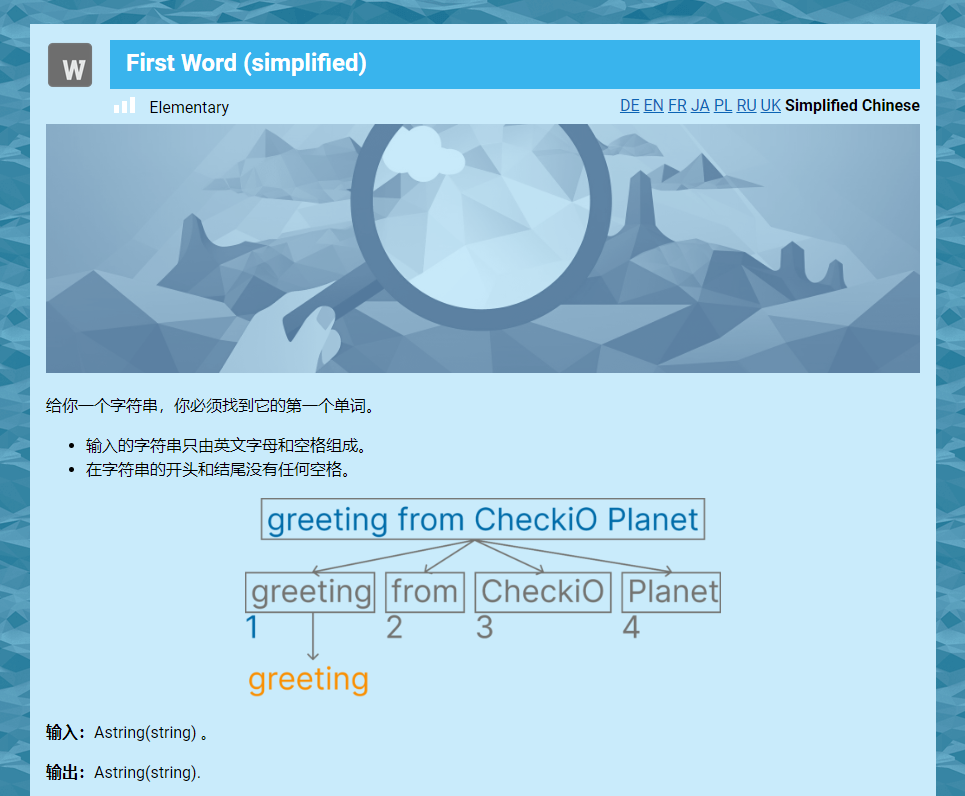 W
First Word (simplified)
Elementary
DE EN FR JA PL RU UK Simplified Chinese
给你一个字符串，你必须找到它的第一个单词。
• 输入的字符串只由英文字母和空格组成。
• 在字符串的开头和结尾没有任何空格。
greeting from CheckiO Planet
greeting from CheckiO Planet
1 2 3 4
greeting
输入：Astring(string) 。
输出：Astring(string).